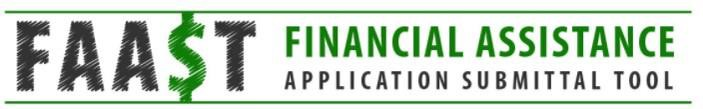 FAA$T
FINANCIAL ASSISTANCE
APPLICATION SUBMITTAL TOOL